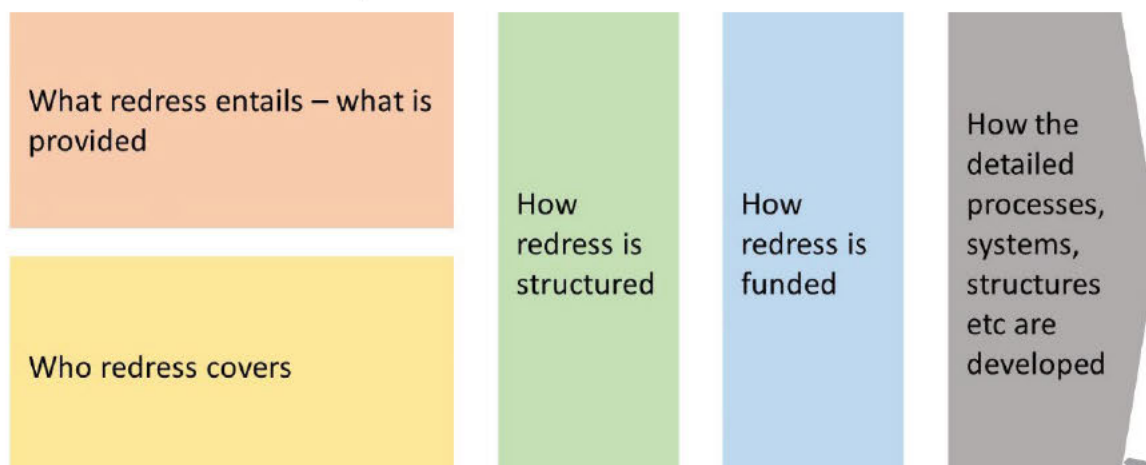 What redress entails – what is
provided
Who redress covers
How
redress is
structured
How
redress is
funded
How the
detailed
processes,
systems,
structures
etc are
developed